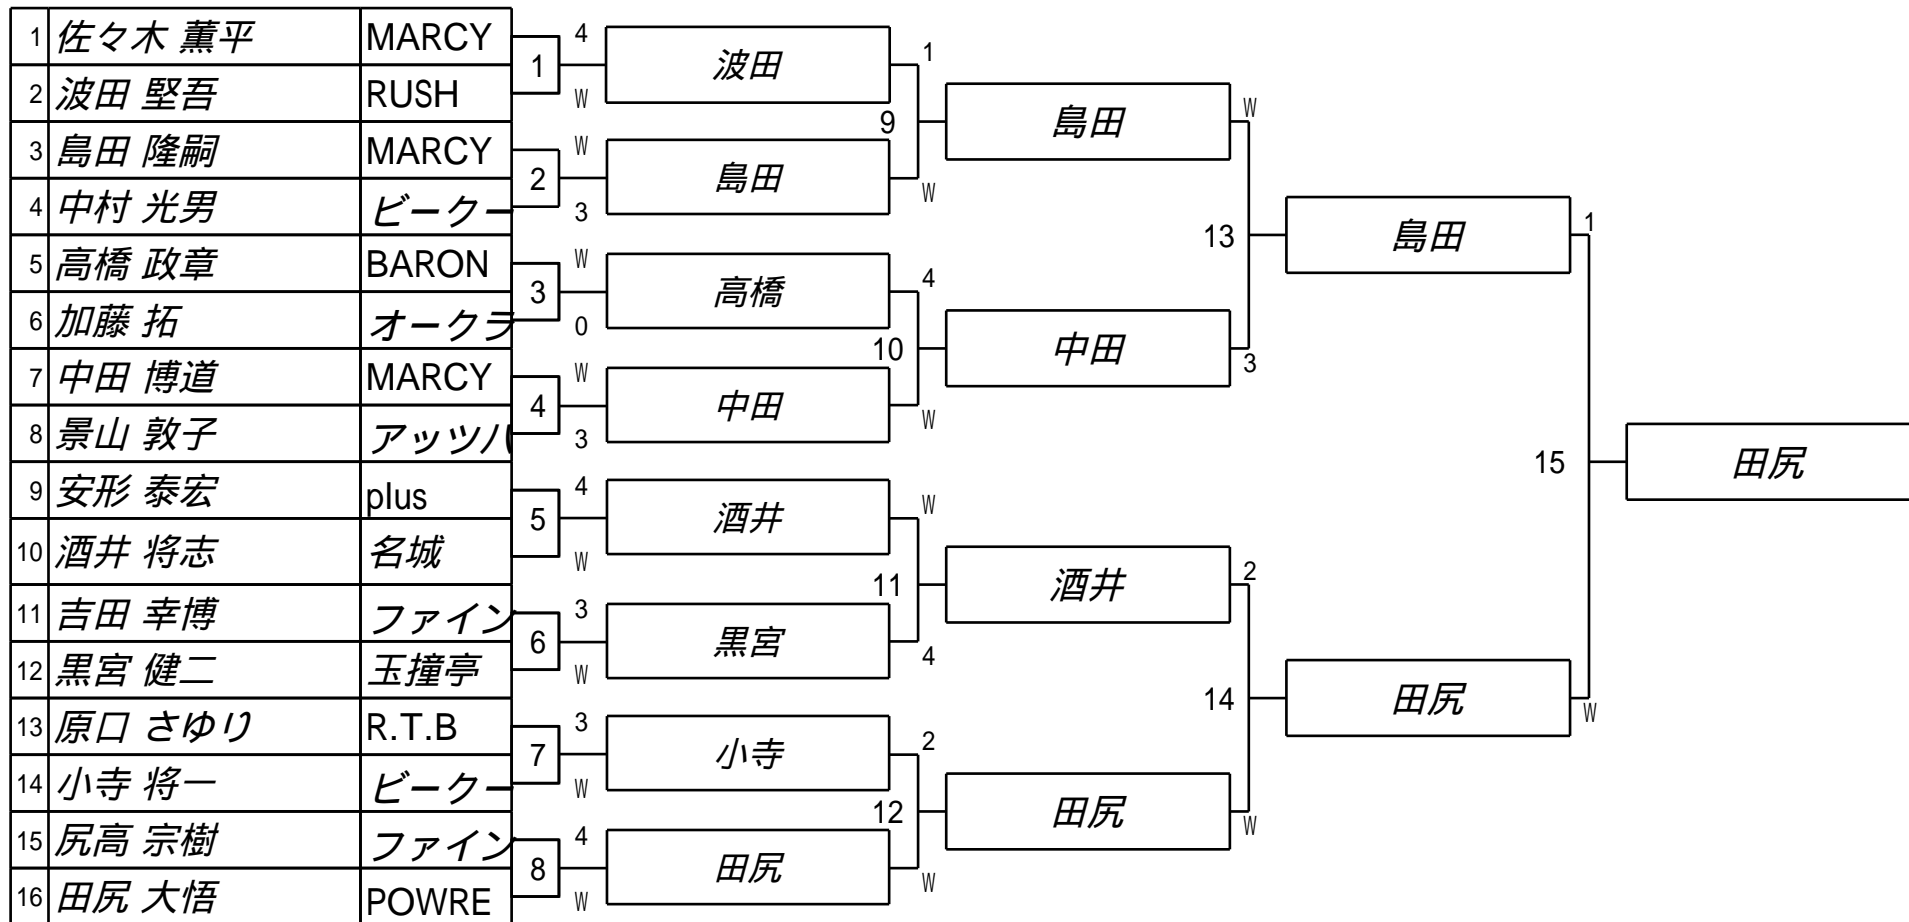 1 佐々木 薫平 MARCY
2 波田 堅吾 RUSH
3 島田 隆嗣 MARCY
4 中村 光男 ビークー
5 高橋 政章 BARON
6 加藤 拓 オークラ
7 中田 博道 MARCY
8 景山 敦子 アッツハ
9 安形 泰宏 plus
10 酒井 将志 名城
11 吉田 幸博 ファイン
12 黒宮 健二 玉撞亭
13 原口 さゆり R.T.B
14 小寺 将一 ビークー
15 尻高 宗樹 ファイン
16 田尻 大悟 POWRE
1 4 W
2 W 3
3 W 0
4 W 3
5 4 W
6 3 W
7 3 W
8 4 W
波田 1
9
島田 W
高橋 4
10
中田 W
酒井 W
11
黒宮 4
小寺 2
12
田尻 W
島田 W
13
中田 3
酒井 2
14
田尻 W
島田 1
15
田尻 W
田尻